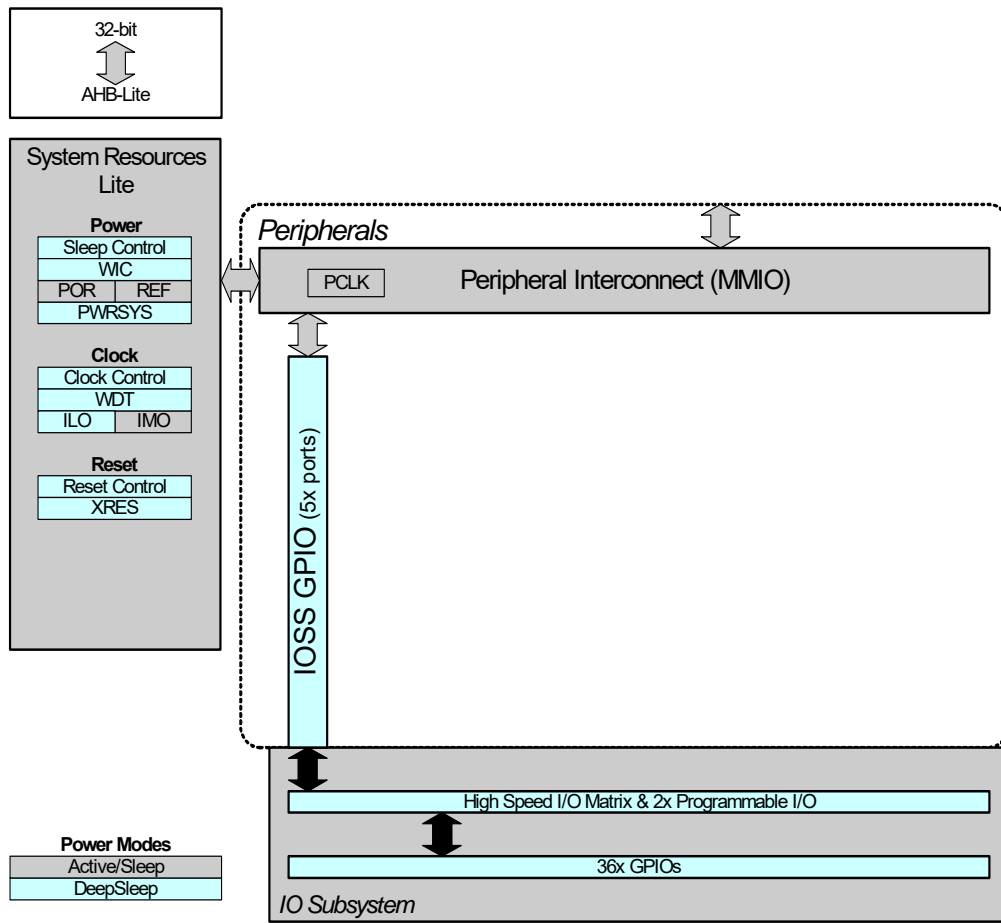 32-bit
AHB-Lite
System Resources
Lite
Power
Sleep Control
WIC
POR REF
PWRSYS
Clock
Clock Control
WDT
ILO IMO
Reset
Reset Control
XRES
Peripherals
PCLK
Peripheral Interconnect (MMIO)
IOSS GPIO (5x ports)
High Speed I/O Matrix & 2x Programmable I/O
36x GPIOs
IO Subsystem
Power Modes
Active/Sleep
DeepSleep